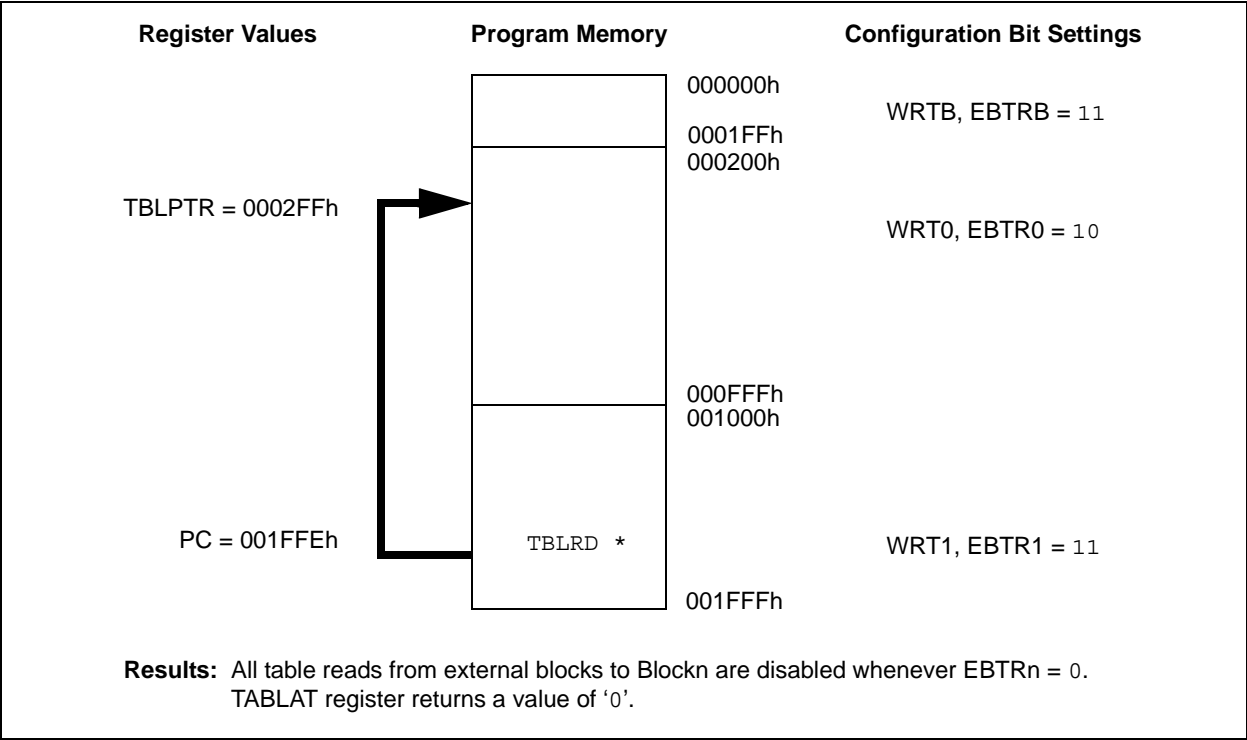 Register Values Program Memory Configuration Bit Settings
000000h
WRTB, EBTRB = 11
0001FFh
000200h
TBLPTR = 0002FFh
WRT0, EBTR0 = 10
000FFFh
001000h
PC = 001FFEh TBLRD * WRT1, EBTR1 = 11
001FFFh
Results: All table reads from external blocks to Blockn are disabled whenever EBTRn = 0.
TABLAT register returns a value of ‘0’.